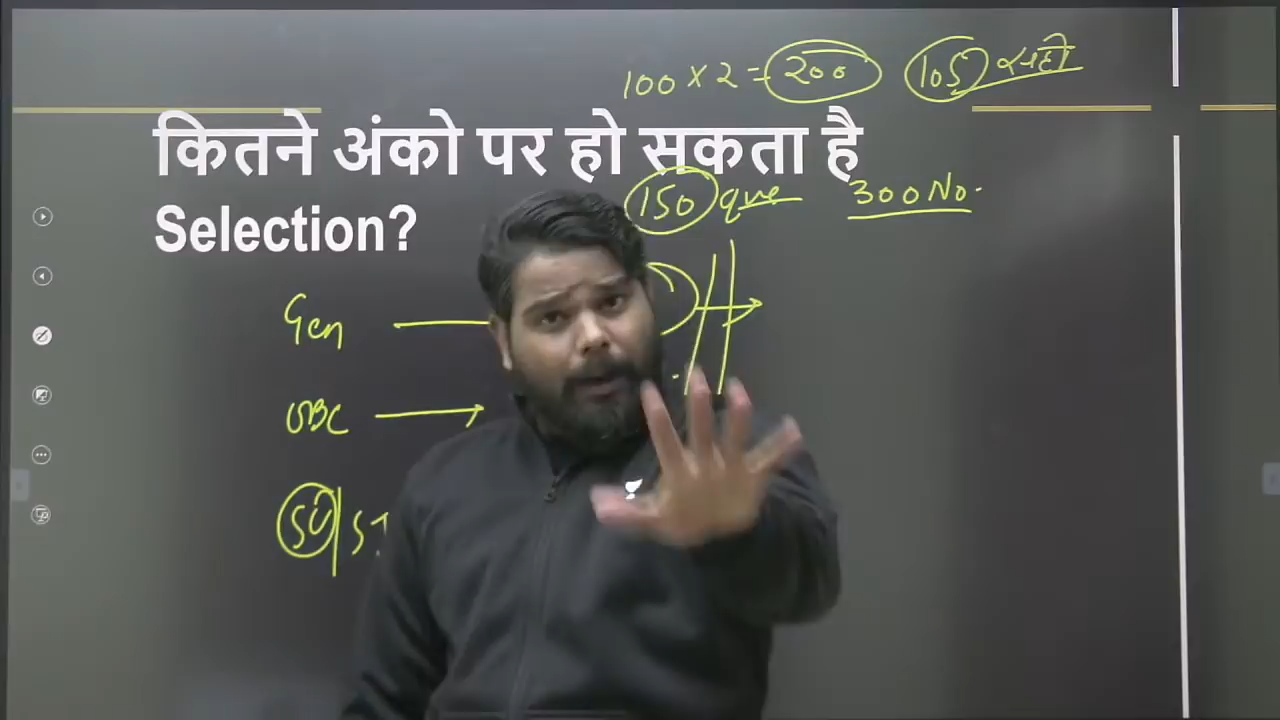 100 × 2 = 200 105 सही
कितने अंको पर हो सकता है
150 que 300 No.
Selection?
Gen
OBC
SC | ST